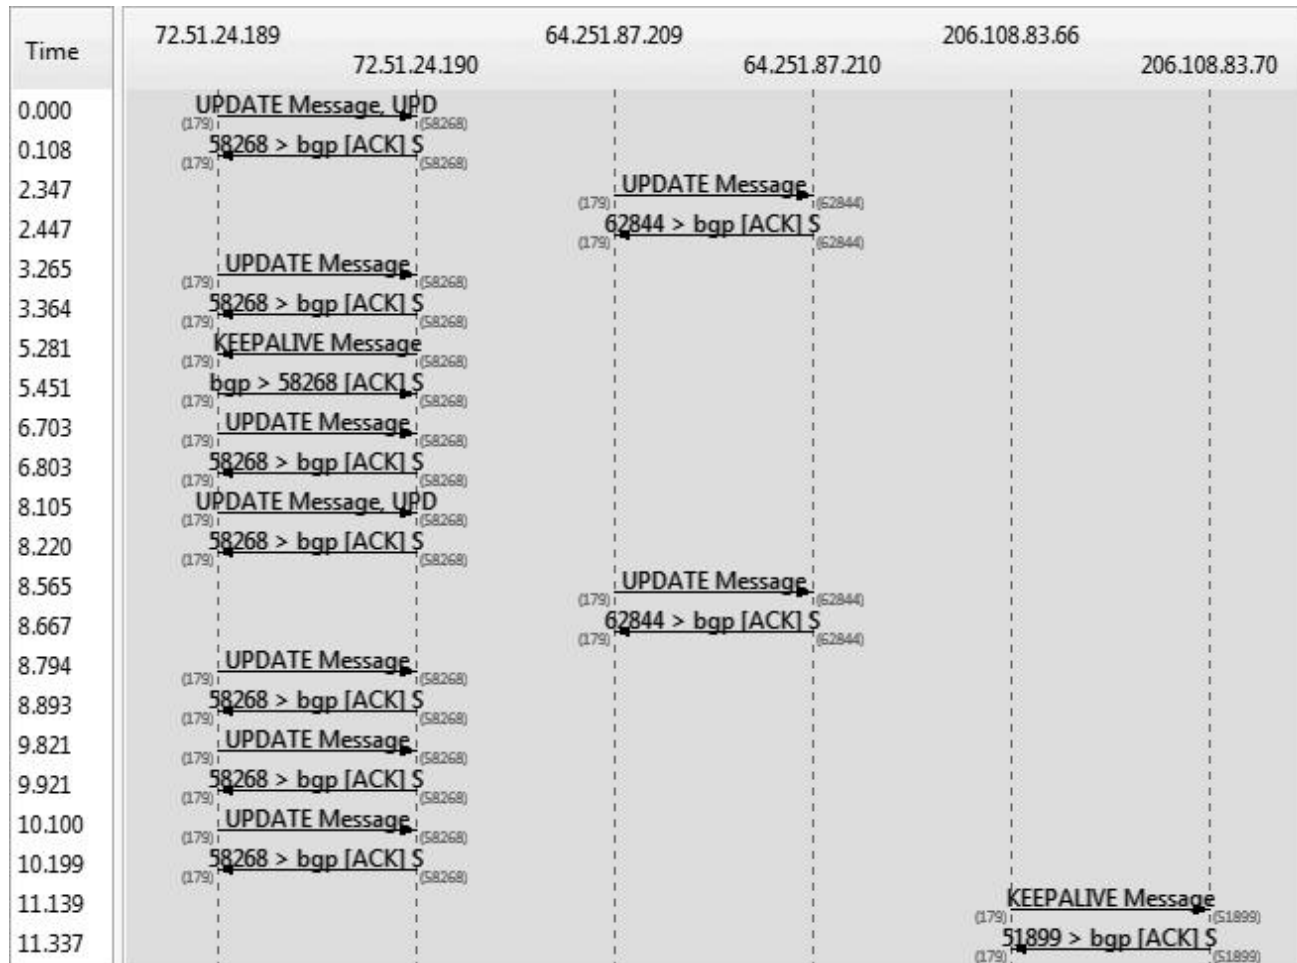 Time
72.51.24.189 64.251.87.209 206.108.83.66
72.51.24.190 64.251.87.210 206.108.83.70
0.000 UPDATE Message, UPD
(179) (58268)
0.108 58268 > bgp [ACK] S
(179) (58268)
2.347 UPDATE Message
(179) (62844)
2.447 62844 > bgp [ACK] S
(179) (62844)
3.265 UPDATE Message
(179) (58268)
3.364 58268 > bgp [ACK] S
(179) (58268)
5.281 KEEPALIVE Message
(179) (58268)
5.451 bgp > 58268 [ACK] S
(179) (58268)
6.703 UPDATE Message
(179) (58268)
6.803 58268 > bgp [ACK] S
(179) (58268)
8.105 UPDATE Message, UPD
(179) (58268)
8.220 58268 > bgp [ACK] S
(179) (58268)
8.565 UPDATE Message
(179) (62844)
8.667 62844 > bgp [ACK] S
(179) (62844)
8.794 UPDATE Message
(179) (58268)
8.893 58268 > bgp [ACK] S
(179) (58268)
9.821 UPDATE Message
(179) (58268)
9.921 58268 > bgp [ACK] S
(179) (58268)
10.100 UPDATE Message
(179) (58268)
10.199 58268 > bgp [ACK] S
(179) (58268)
11.139 KEEPALIVE Message
(179) (51899)
11.337 51899 > bgp [ACK] S
(179) (51899)